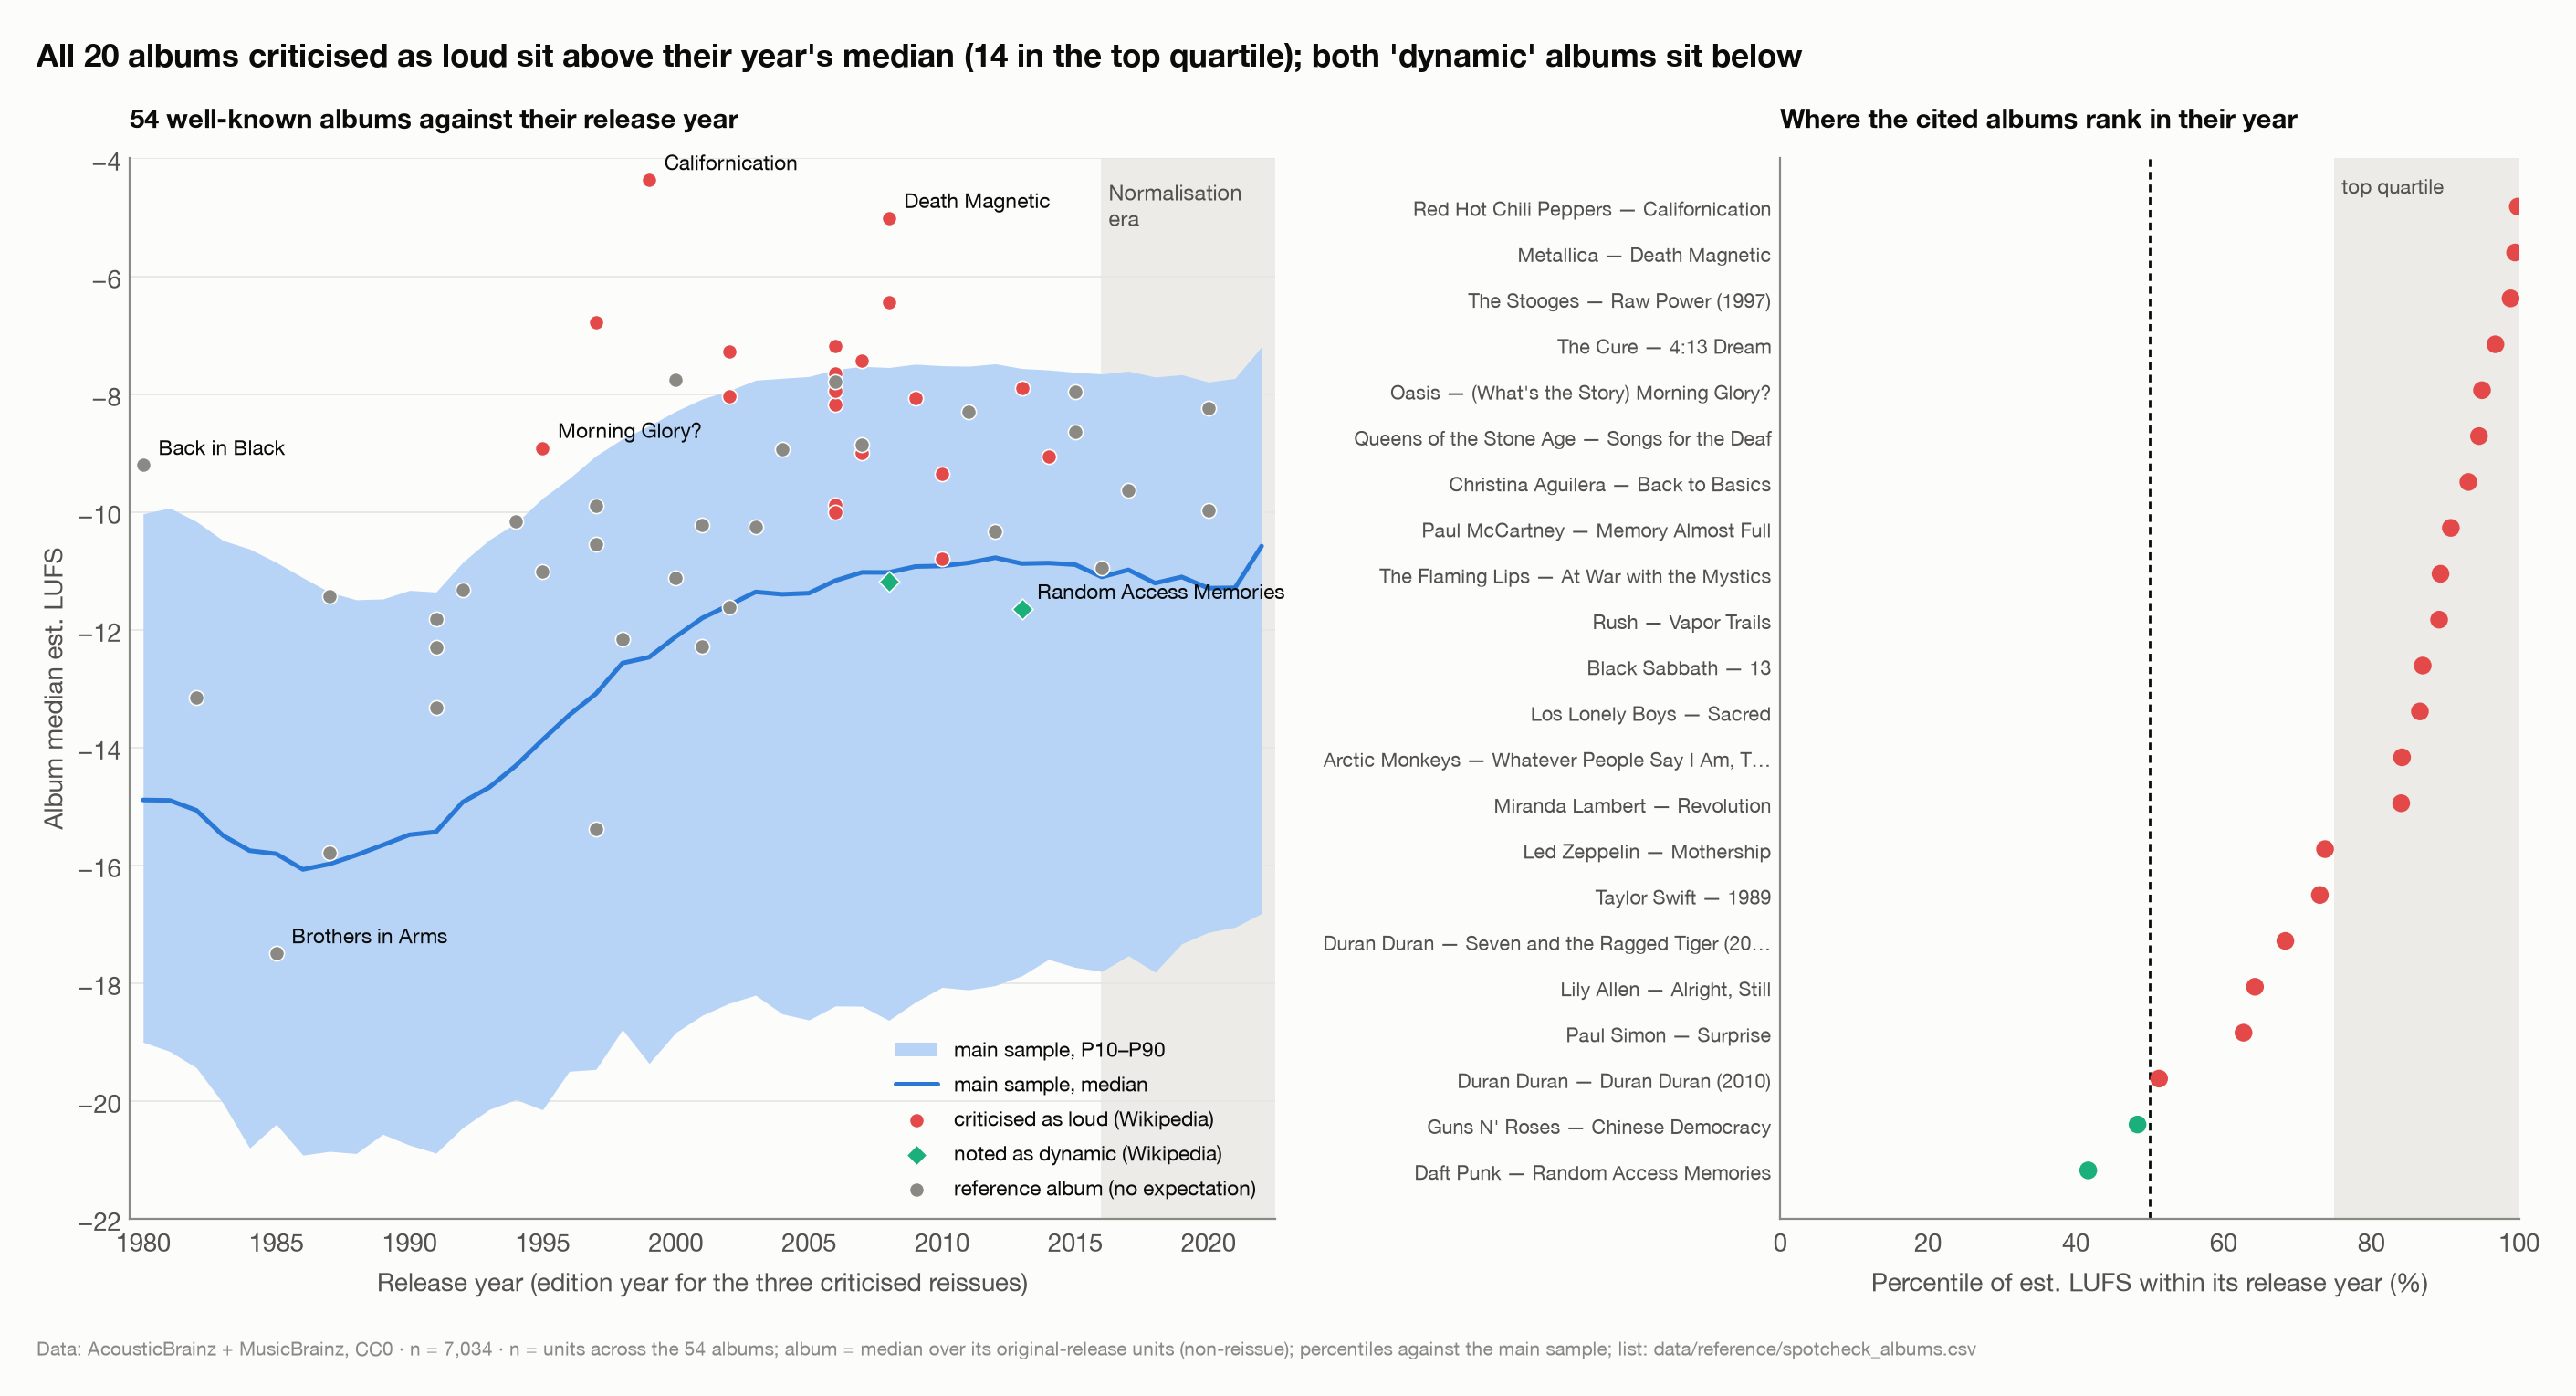 All 20 albums criticised as loud sit above their year's median (14 in the top quartile); both 'dynamic' albums sit below
54 well-known albums against their release year
−4
−6
−8
−10
−12
−14
−16
−18
−20
−22
Album median est. LUFS
Californication
Death Magnetic
Normalisation
era
Morning Glory?
Back in Black
Random Access Memories
Brothers in Arms
main sample, P10–P90
main sample, median
criticised as loud (Wikipedia)
noted as dynamic (Wikipedia)
reference album (no expectation)
1980 1985 1990 1995 2000 2005 2010 2015 2020
Release year (edition year for the three criticised reissues)
Where the cited albums rank in their year
top quartile
Red Hot Chili Peppers — Californication
Metallica — Death Magnetic
The Stooges — Raw Power (1997)
The Cure — 4:13 Dream
Oasis — (What's the Story) Morning Glory?
Queens of the Stone Age — Songs for the Deaf
Christina Aguilera — Back to Basics
Paul McCartney — Memory Almost Full
The Flaming Lips — At War with the Mystics
Rush — Vapor Trails
Black Sabbath — 13
Los Lonely Boys — Sacred
Arctic Monkeys — Whatever People Say I Am, T…
Miranda Lambert — Revolution
Led Zeppelin — Mothership
Taylor Swift — 1989
Duran Duran — Seven and the Ragged Tiger (20…
Lily Allen — Alright, Still
Paul Simon — Surprise
Duran Duran — Duran Duran (2010)
Guns N' Roses — Chinese Democracy
Daft Punk — Random Access Memories
0 20 40 60 80 100
Percentile of est. LUFS within its release year (%)
Data: AcousticBrainz + MusicBrainz, CC0 · n = 7,034 · n = units across the 54 albums; album = median over its original-release units (non-reissue); percentiles against the main sample; list: data/reference/spotcheck_albums.csv